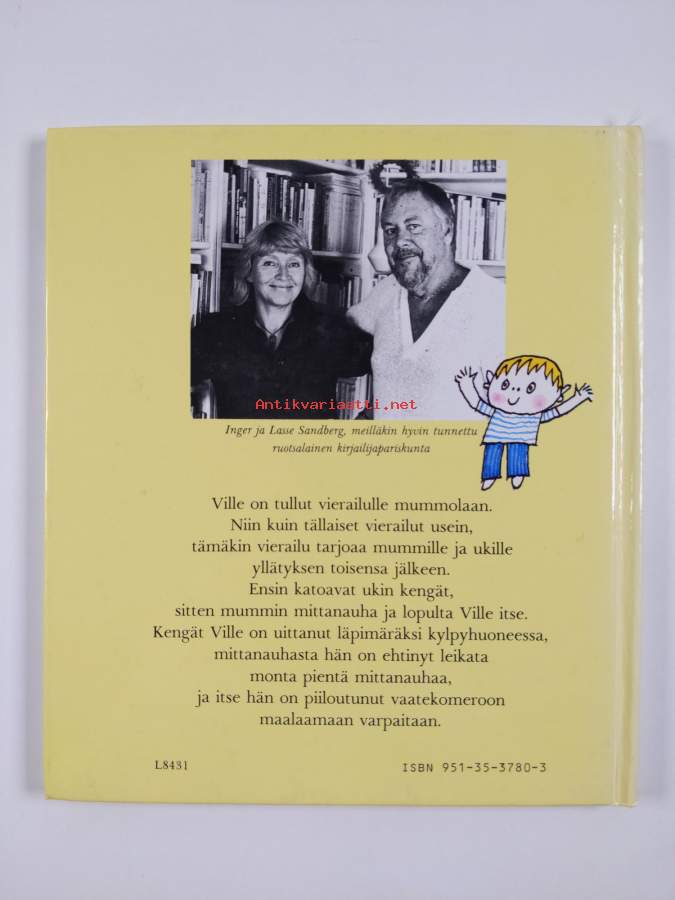 Antikvariaatti.net
Inger ja Lasse Sandberg, meilläkin hyvin tunnettu
ruotsalainen kirjailijapariskunta
Ville on tullut vierailulle mummolaan.
Niin kuin tällaiset vierailut usein,
tämäkin vierailu tarjoaa mummille ja ukille
yllätyksen toisensa jälkeen.
Ensin katoavat ukin kengät,
sitten mummin mittanauha ja lopulta Ville itse.
Kengät Ville on uittanut läpimäräksi kylpyhuoneessa,
mittanauhasta hän on ehtinyt leikata
monta pientä mittanauhaa,
ja itse hän on piiloutunut vaatekomeroon
maalaamaan varpaitaan.
L8431
ISBN 951-35-3780-3